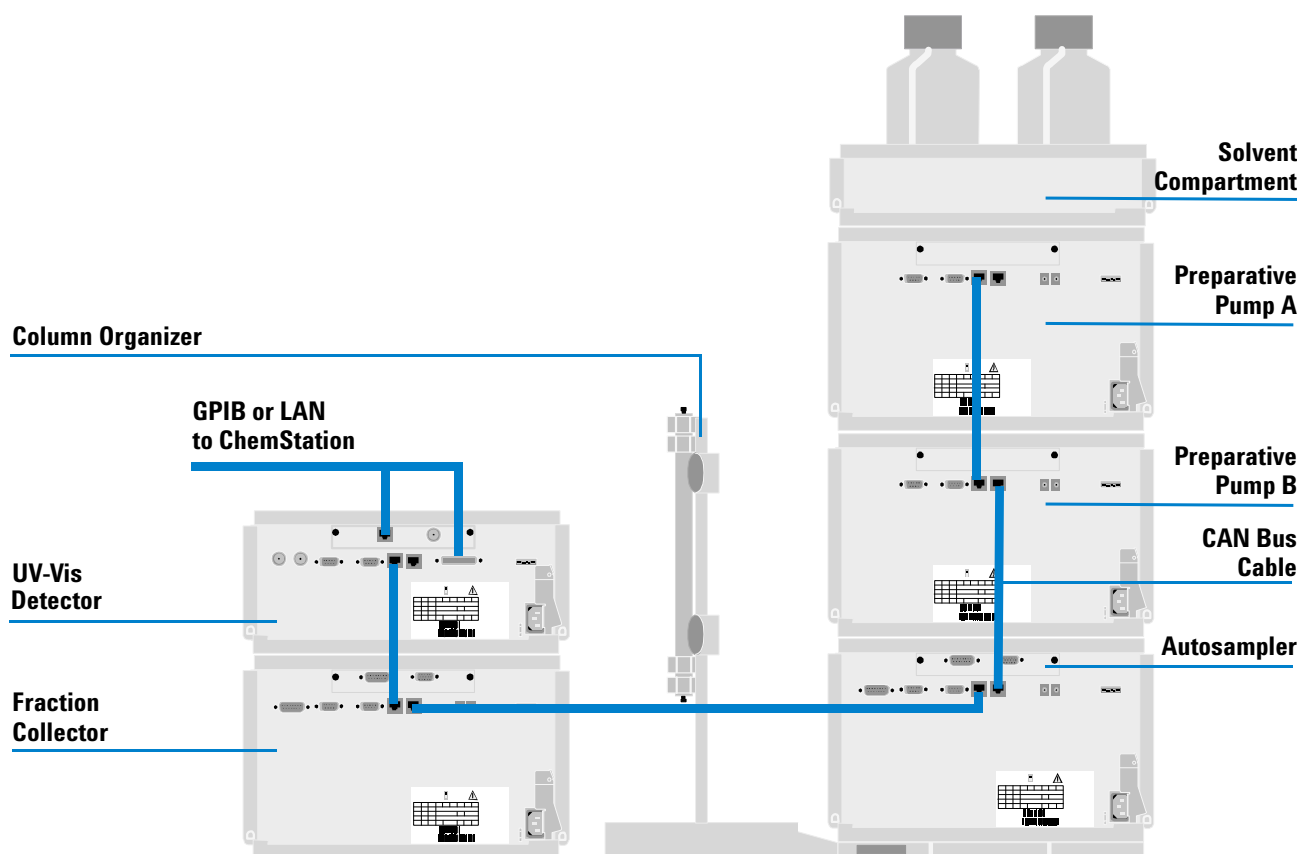 Solvent
Compartment
Preparative
Pump A
Column Organizer
GPIB or LAN
to ChemStation
Preparative
Pump B
CAN Bus
Cable
UV-Vis
Detector
Autosampler
Fraction
Collector